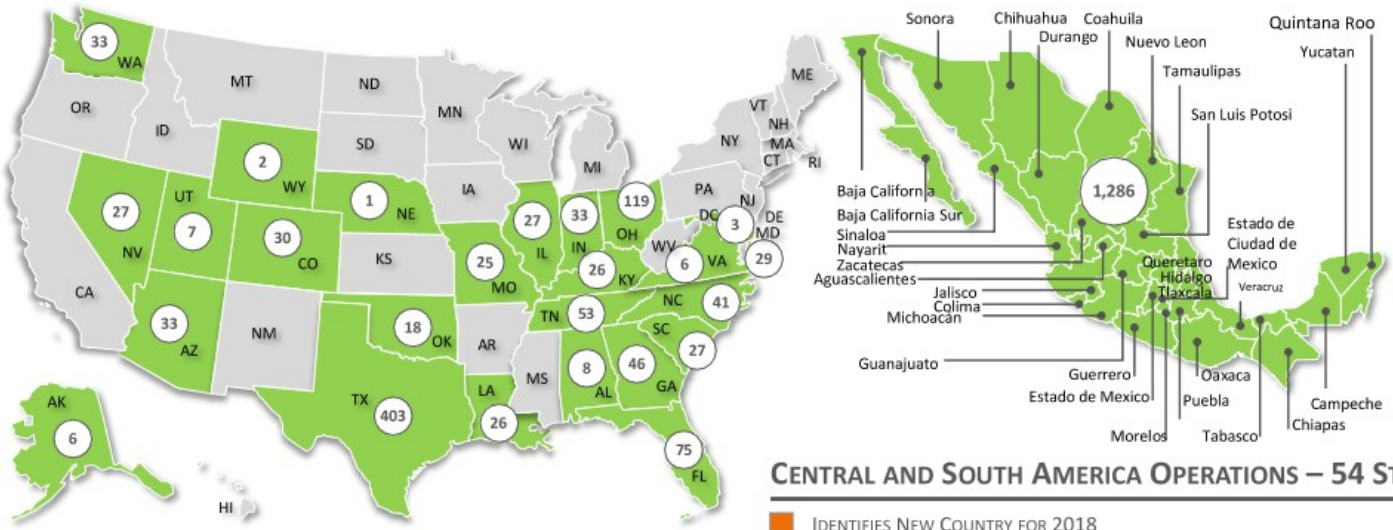 33
WA
MT
ND
MN
ME
OR
ID
SD
WI
MI
VT
NH
NY
MA
CT
RI
2
WY
IA
PA
NJ
1
NE
27
NV
UT
7
30
CO
27
IL
33
IN
119
OH
DC
3
DE
MD
29
WV
6
VA
CA
KS
25
MO
26
KY
NC
41
33
AZ
NM
18
OK
TN
53
AR
SC
27
MS
8
AL
46
GA
TX
403
LA
26
AK
6
HI
75
FL
Sonora
Chihuahua
Durango
Coahuila
Nuevo Leon
Tamaulipas
San Luis Potosi
Quintana Roo
Yucatan
1,286
Baja California
Baja California Sur
Sinaloa
Nayarit
Zacatecas
Aguascalientes
Jalisco
Colima
Michoacán
Queretaro
Hidalgo
Tlaxcala
Estado de
Ciudad de
Mexico
Veracruz
Guanajuato
Guerrero
Estado de Mexico
Morelos
Puebla
Oaxaca
Tabasco
Chiapas
Campeche
CENTRAL AND SOUTH AMERICA OPERATIONS – 54 ST
IDENTIFIES NEW COUNTRY FOR 2018